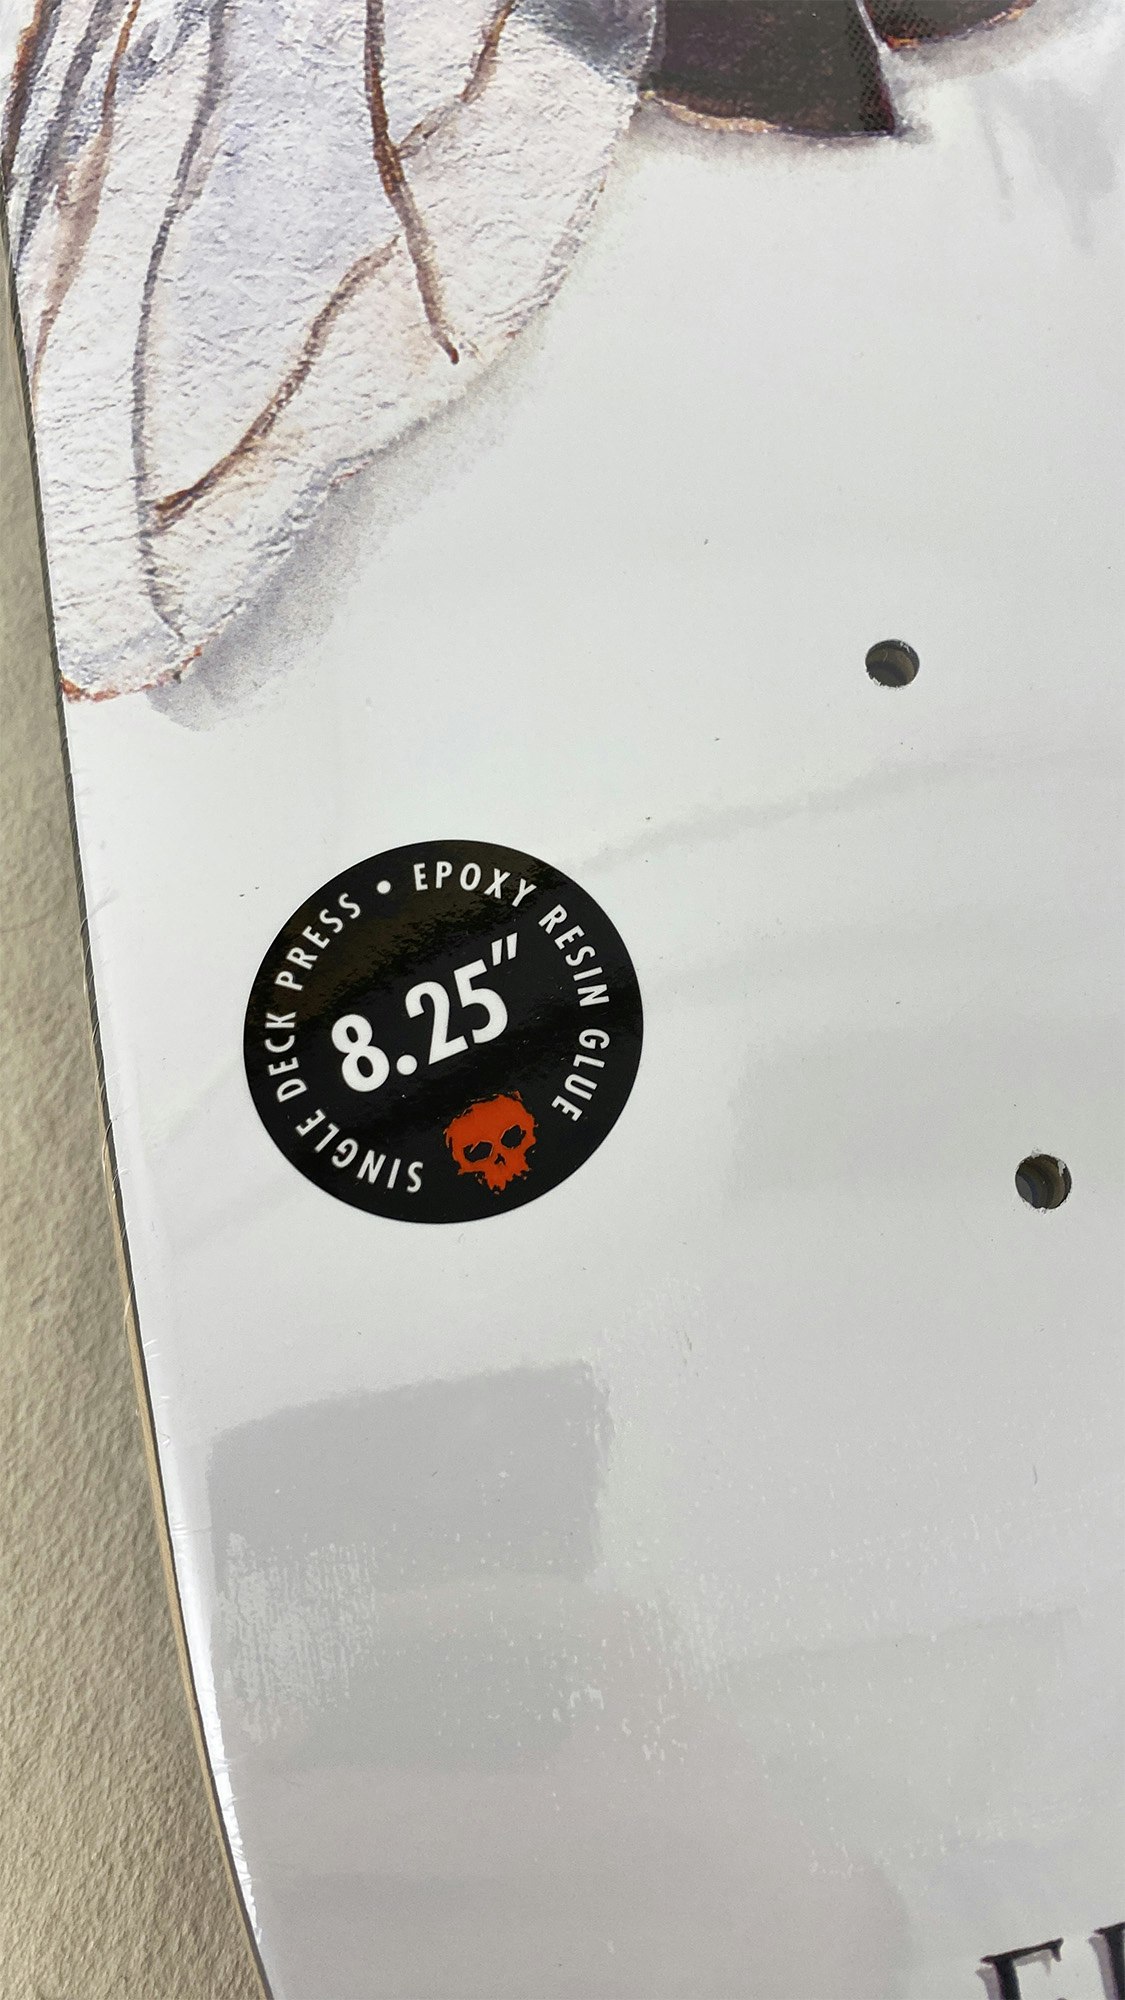 SINGLE DECK PRESS • EPOXY RESIN GLUE
8.25"